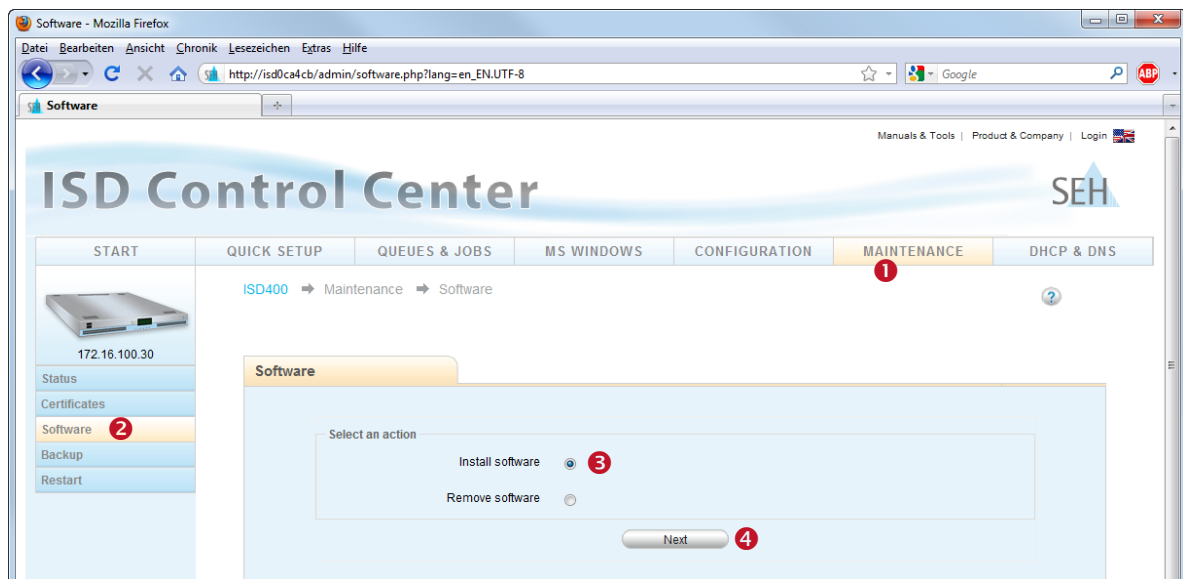 Software - Mozilla Firefox
Datei Bearbeiten Ansicht Chronik Lesezeichen Extras Hilfe
http://isd0ca4cb/admin/software.php?lang=en_EN.UTF-8
Google
ABP
Software
Manuals & Tools | Product & Company | Login
ISD Control Center
SEH
START QUICK SETUP QUEUES & JOBS MS WINDOWS CONFIGURATION MAINTENANCE DHCP & DNS
1
ISD400 Maintenance Software
?
172.16.100.30
Status
Certificates
Software 2
Backup
Restart
Software
Select an action
Install software 3
Remove software
Next 4